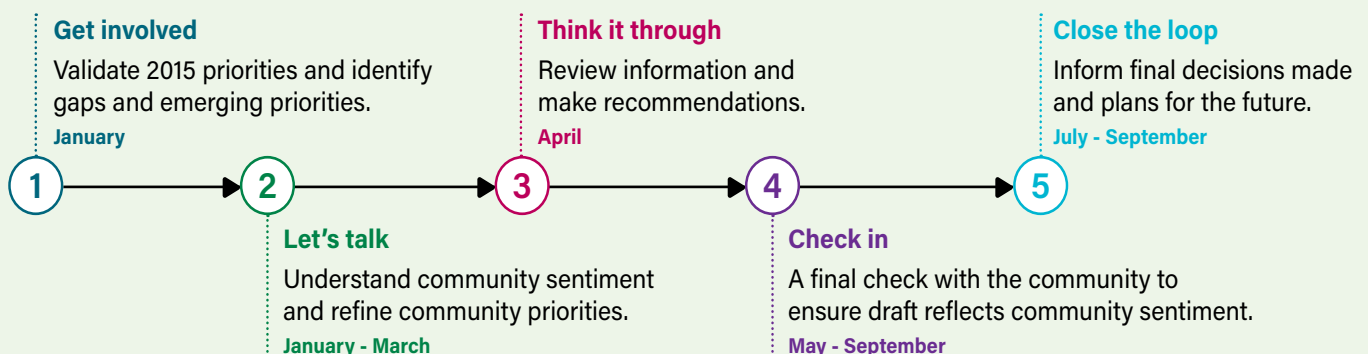 Get involved
Validate 2015 priorities and identify
gaps and emerging priorities.
January
Think it through
Review information and
make recommendations.
April
Close the loop
Inform final decisions made
and plans for the future.
July - September
1
2
3
4
5
Let's talk
Understand community sentiment
and refine community priorities.
January - March
Check in
A final check with the community to
ensure draft reflects community sentiment.
May - September